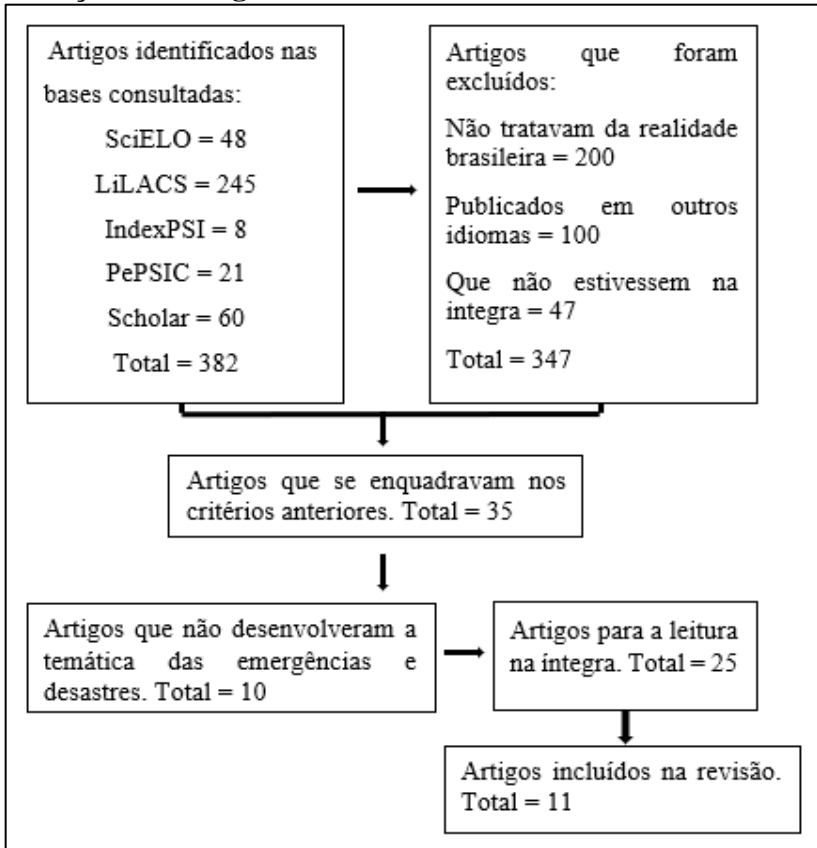 Artigos identificados nas
bases consultadas:
SciELO = 48
LiLACS = 245
IndexPSI = 8
PePSIC = 21
Scholar = 60
Total = 382
Artigos que foram
excluídos:
Não tratavam da realidade
brasileira = 200
Publicados em outros
idiomas = 100
Que não estivessem na
integra = 47
Total = 347
Artigos que se enquadravam nos
critérios anteriores. Total = 35
Artigos que não desenvolveram a
temática das emergências e
desastres. Total = 10
Artigos para a leitura
na íntegra. Total = 25
Artigos incluídos na revisão.
Total = 11